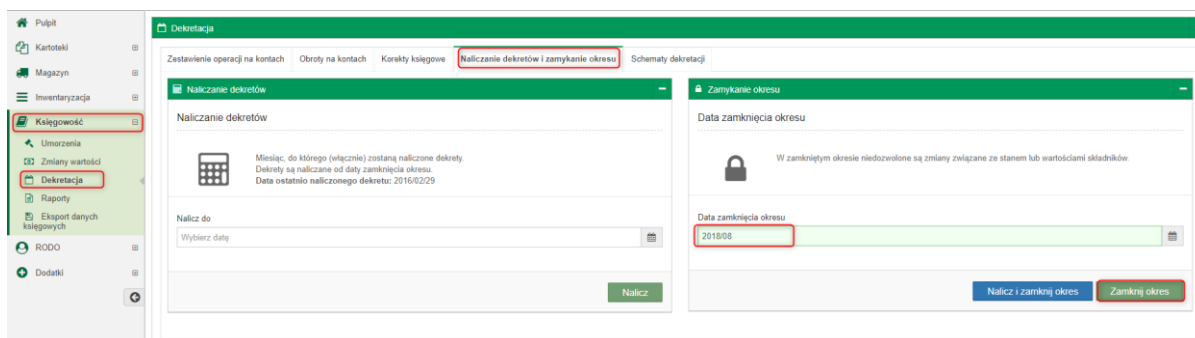 Pulpit
Kartoteki
Magazyn
Inwentaryzacja
Księgowość
Umorzenia
Zmiany wartości
Dekretacja
Raporty
Eksport danych
księgowych
RODO
Dodatki
Dekretacja
Zestawienie operacji na kontach Obroty na kontach Korekty księgowe Naliczanie dekretów i zamykanie okresu Schematy dekretacji
Naliczanie dekretów
Naliczanie dekretów
Miesiąc, do którego (włącznie) zostaną naliczone dekrety.
Dekrety są naliczane od daty zamknięcia okresu.
Data ostatnio naliczonego dekretu: 2016/02/29
Nalicz do
Wybierz datę
Nalicz
Zamykanie okresu
Data zamknięcia okresu
W zamkniętym okresie niedozwolone są zmiany związane ze stanem lub wartościami składników.
Data zamknięcia okresu
2018/08
Nalicz i zamknij okres Zamknij okres